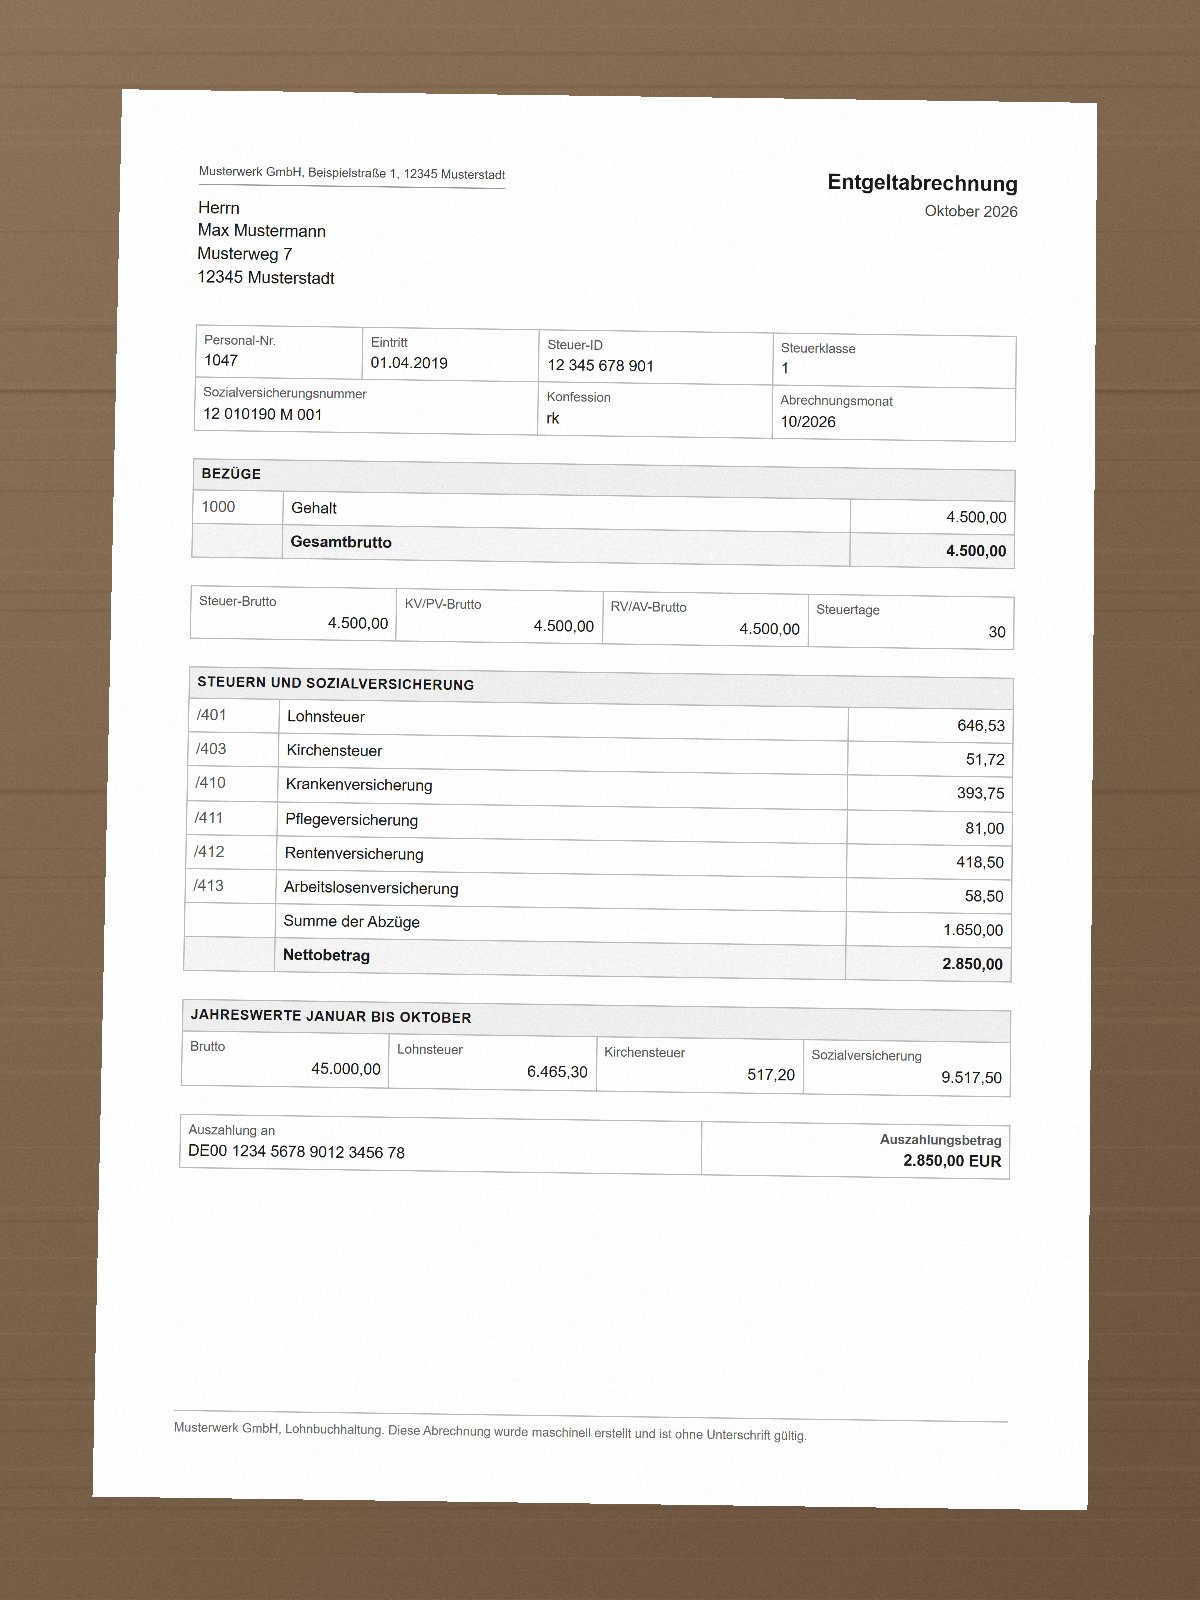 Musterwerk GmbH, Beispielstraße 1, 12345 Musterstadt
Entgeltabrechnung
Oktober 2026
Herrn
Max Mustermann
Musterweg 7
12345 Musterstadt
Personal-Nr. Eintritt Steuer-ID Steuerklasse
1047 01.04.2019 12 345 678 901 1
Sozialversicherungsnummer Konfession Abrechnungsmonat
12 010190 M 001 rk 10/2026
BEZÜGE
1000 Gehalt 4.500,00
Gesamtbrutto 4.500,00
Steuer-Brutto KV/PV-Brutto RV/AV-Brutto Steuertage
4.500,00 4.500,00 4.500,00 30
STEUERN UND SOZIALVERSICHERUNG
/401 Lohnsteuer 646,53
/403 Kirchensteuer 51,72
/410 Krankenversicherung 393,75
/411 Pflegeversicherung 81,00
/412 Rentenversicherung 418,50
/413 Arbeitslosenversicherung 58,50
Summe der Abzüge 1.650,00
Nettobetrag 2.850,00
JAHRESWERTE JANUAR BIS OKTOBER
Brutto Lohnsteuer Kirchensteuer Sozialversicherung
45.000,00 6.465,30 517,20 9.517,50
Auszahlung an Auszahlungsbetrag
DE00 1234 5678 9012 3456 78 2.850,00 EUR
Musterwerk GmbH, Lohnbuchhaltung. Diese Abrechnung wurde maschinell erstellt und ist ohne Unterschrift gültig.